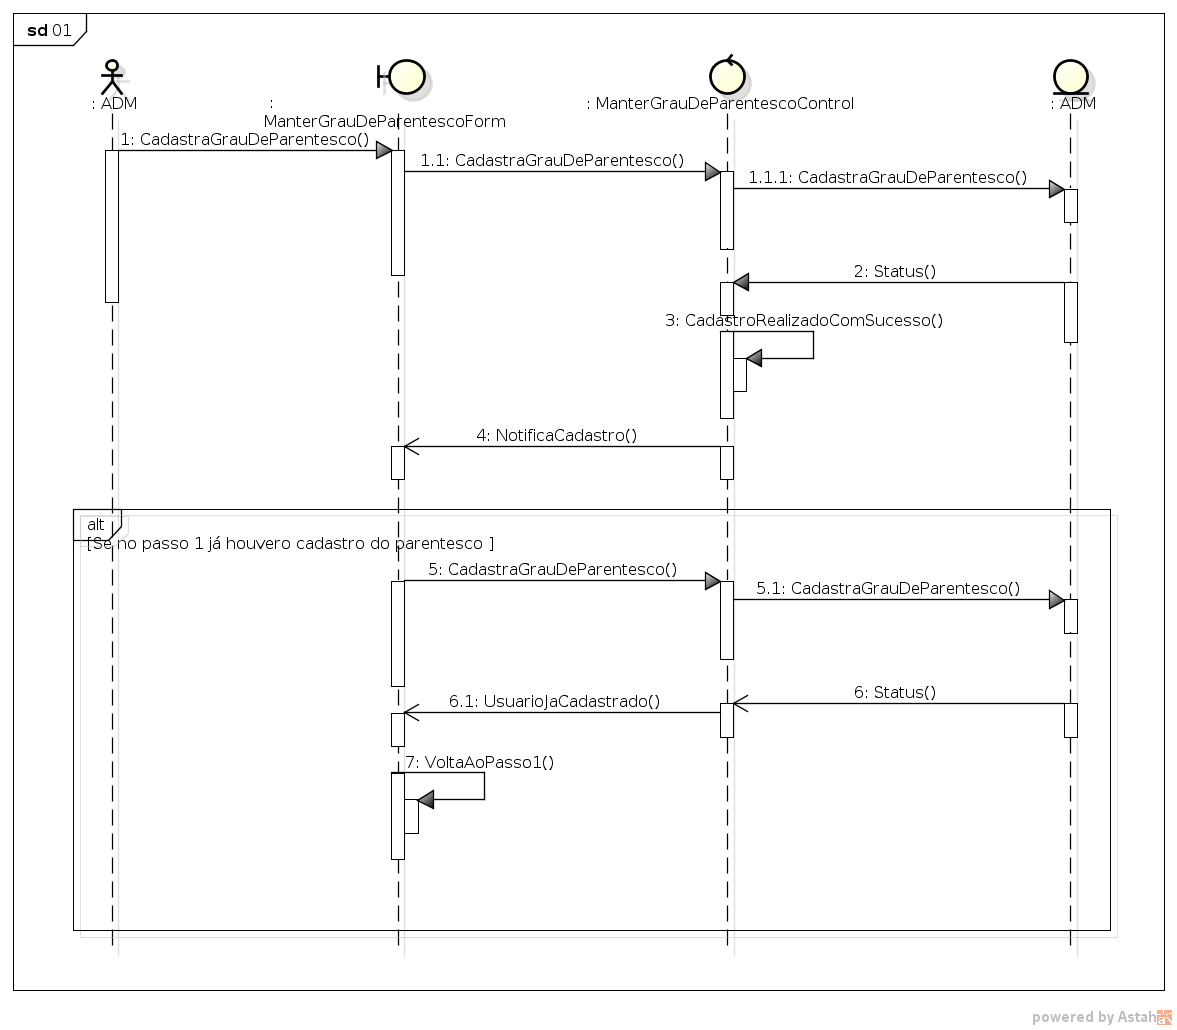 sd 01
: ADM
:
ManterGrauDeParentescoForm
: ManterGrauDeParentescoControl
: ADM
1: CadastraGrauDeParentesco()
1.1: CadastraGrauDeParentesco()
1.1.1: CadastraGrauDeParentesco()
2: Status()
3: CadastroRealizadoComSucesso()
4: NotificaCadastro()
alt
[Se no passo 1 já houvero cadastro do parentesco ]
5: CadastraGrauDeParentesco()
5.1: CadastraGrauDeParentesco()
6: Status()
6.1: UsuarioJaCadastrado()
7: VoltaAoPasso1()
powered by Astah